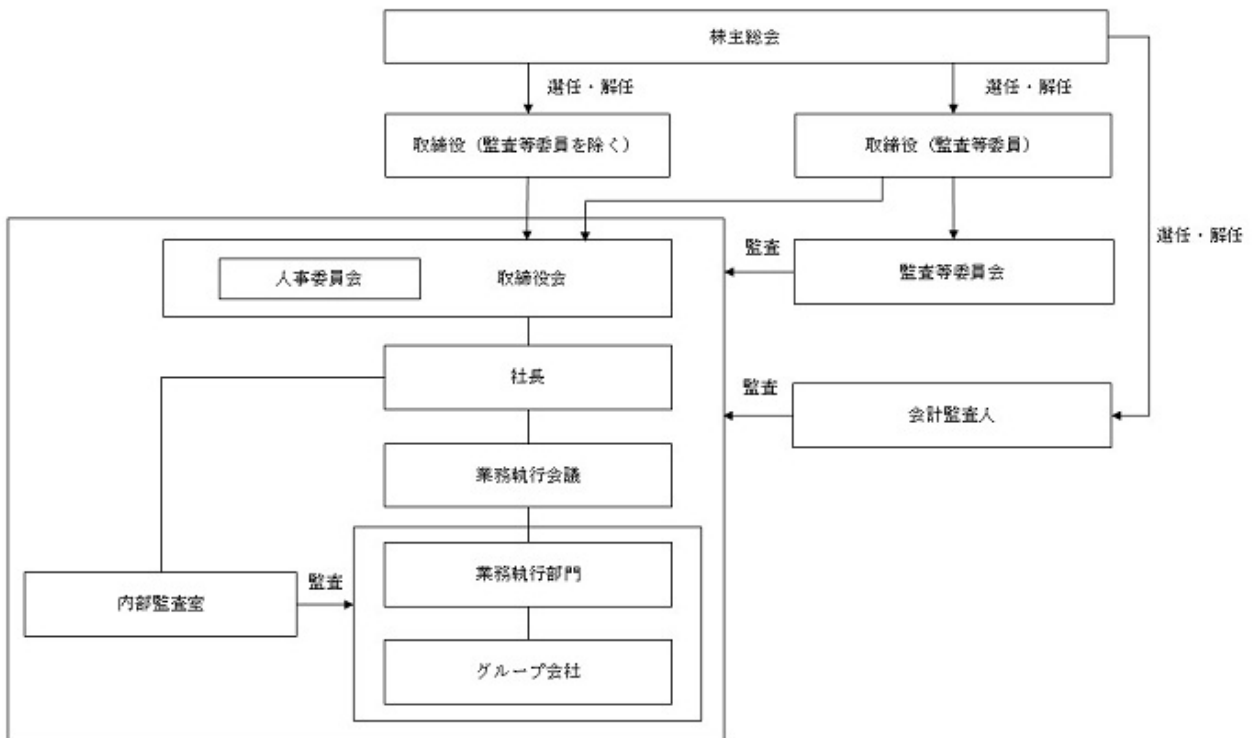 株主総会
選任・解任
選任・解任
取締役（監査等委員を除く）
取締役（監査等委員）
選任・解任
人事委員会
取締役会
監査
監査等委員会
社長
監査
会計監査人
業務執行会議
業務執行部門
監査
内部監査室
グループ会社